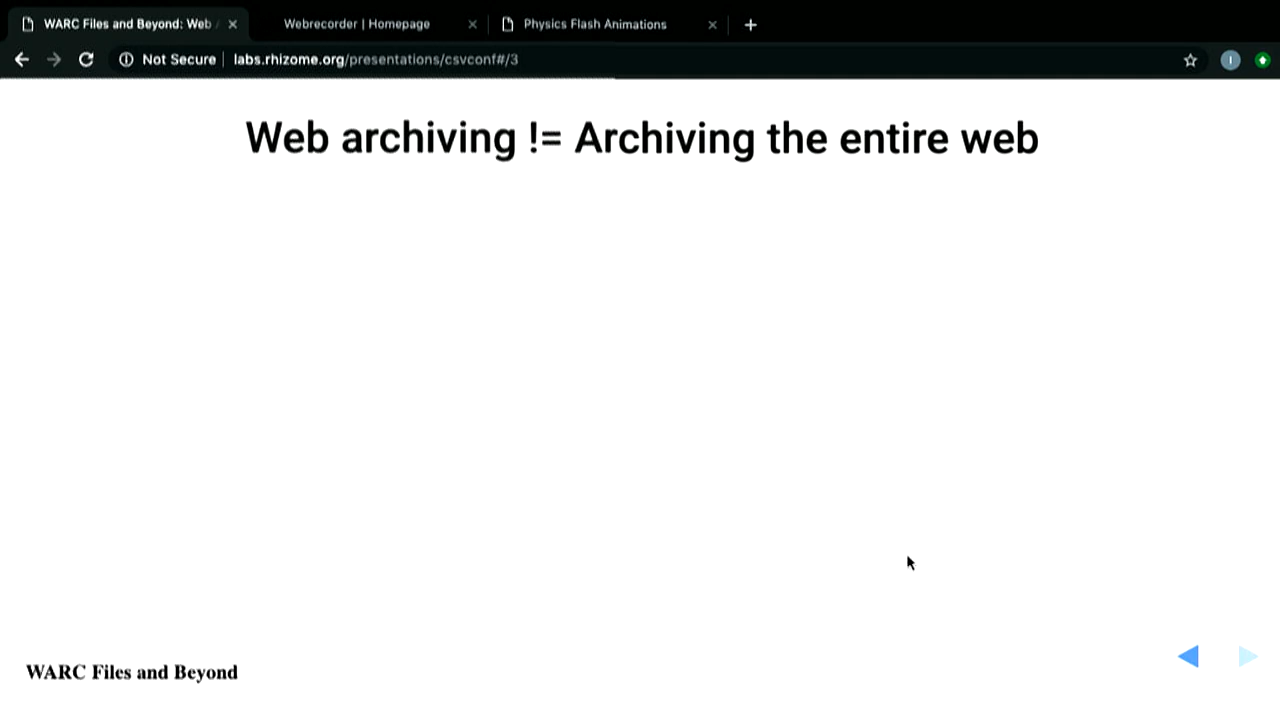 WARC Files and Beyond: Web
Webrecorder | Homepage
Physics Flash Animations
Not Secure
labs.rhizome.org/presentations/csvconf#/3
Web archiving != Archiving the entire web
WARC Files and Beyond